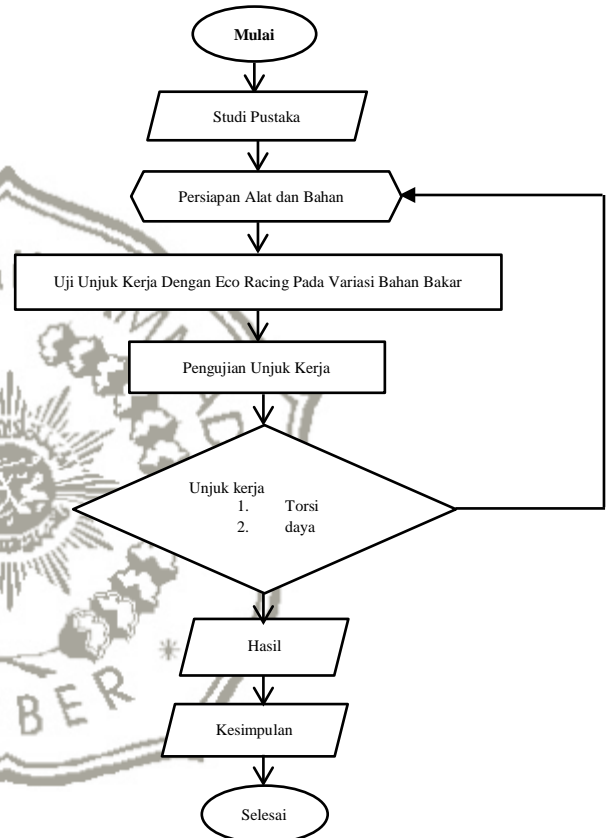 Mulai
Studi Pustaka
Persiapan Alat dan Bahan
Uji Unjuk Kerja Dengan Eco Racing Pada Variasi Bahan Bakar
Pengujian Unjuk Kerja
Unjuk kerja
1. Torsi
2. daya
Hasil
Kesimpulan
Selesai
BER